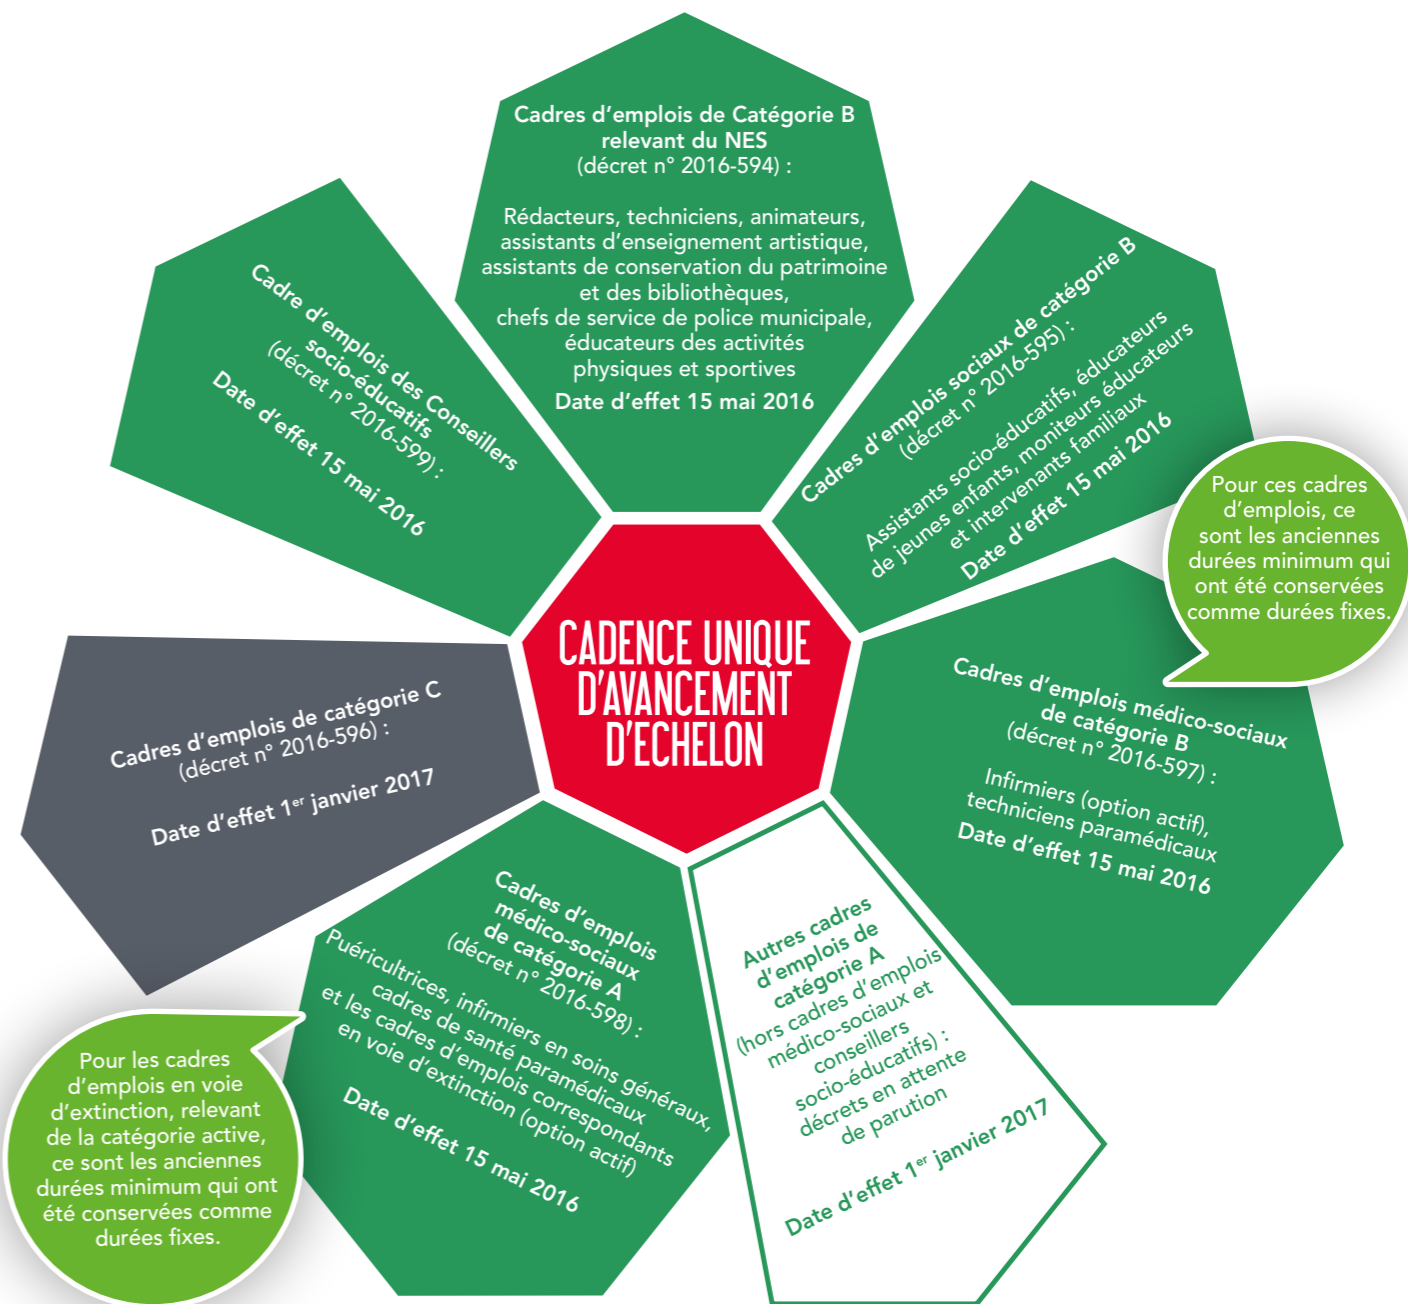 CADENCE UNIQUE
D'AVANCEMENT
D'ECHELON
Cadres d'emplois de Catégorie B
relevant du NES
(décret n° 2016-594) :
Rédacteurs, techniciens, animateurs,
assistants d'enseignement artistique,
assistants de conservation du patrimoine
et des bibliothèques,
chefs de service de police municipale,
éducateurs des activités
physiques et sportives
Date d'effet 15 mai 2016
Cadres d'emplois sociaux de catégorie B
(décret n° 2016-595) :
Assistants socio-éducatifs, éducateurs
de jeunes enfants, moniteurs éducateurs
et intervenants familiaux
Date d'effet 15 mai 2016
Pour ces cadres
d'emplois, ce
sont les anciennes
durées minimum qui
ont été conservées
comme durées fixes.
Cadres d'emplois médico-sociaux
de catégorie B
(décret n° 2016-597) :
Infirmiers (option actif),
techniciens paramédicaux
Date d'effet 15 mai 2016
Autres cadres
d'emplois de
catégorie A
(hors cadres d'emplois
médico-sociaux et
conseillers
socio-éducatifs) :
décrets en attente
de parution
Date d'effet 1er janvier 2017
Cadres d'emplois
médico-sociaux
de catégorie A
(décret n° 2016-598) :
Puéricultrices, infirmiers en soins généraux,
cadres de santé paramédicaux
et les cadres d'emplois correspondants
en voie d'extinction (option actif)
Date d'effet 15 mai 2016
Pour les cadres
d'emplois en voie
d'extinction, relevant
de la catégorie active,
ce sont les anciennes
durées minimum qui ont
été conservées comme
durées fixes.
Cadres d'emplois de catégorie C
(décret n° 2016-596) :
Date d'effet 1er janvier 2017
Cadre d'emplois des Conseillers
socio-éducatifs
(décret n° 2016-599) :
Date d'effet 15 mai 2016